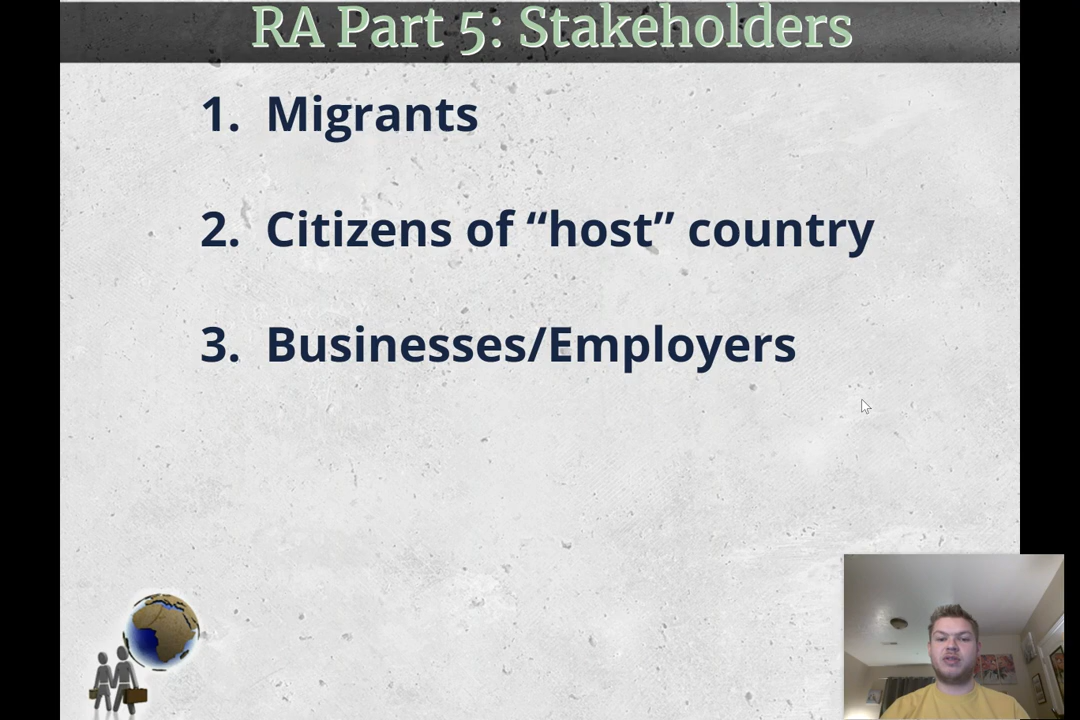 RA Part 5: Stakeholders
1. Migrants
2. Citizens of “host” country
3. Businesses/Employers